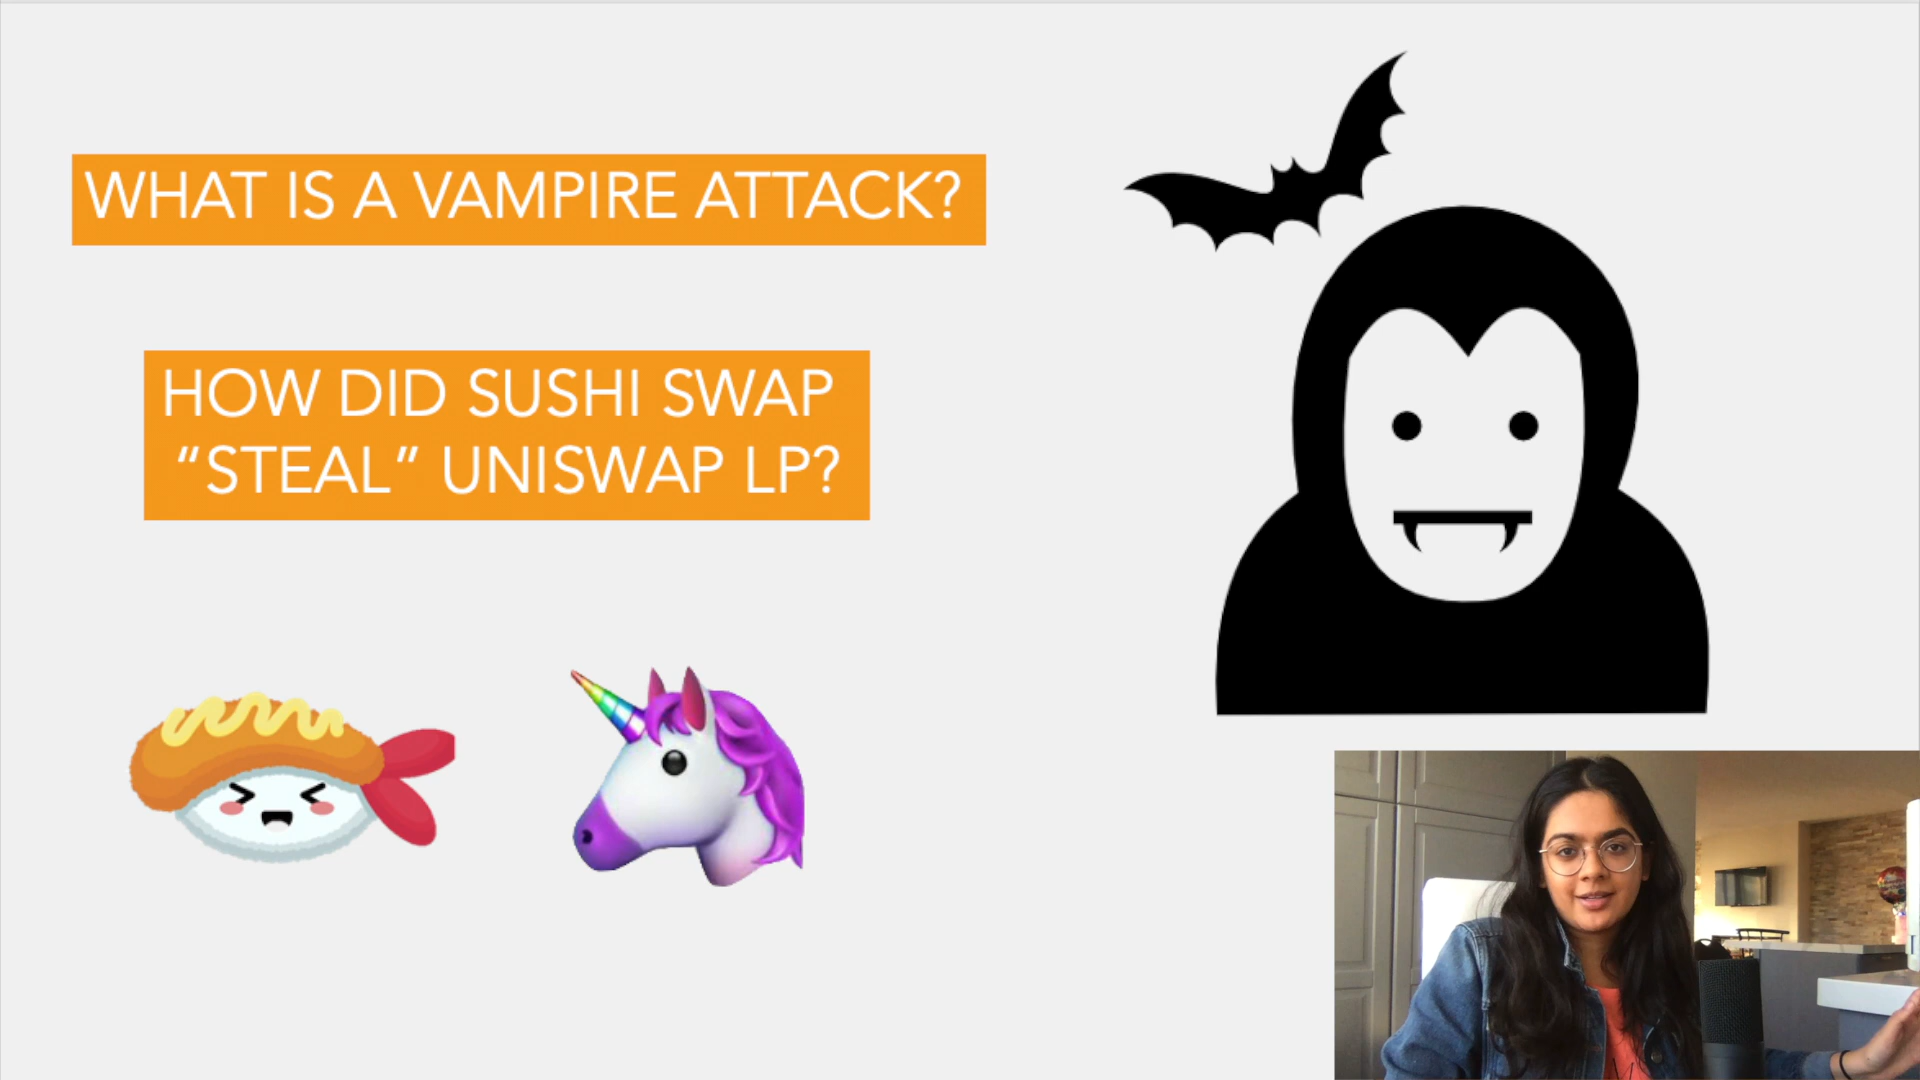 WHAT IS A VAMPIRE ATTACK?
HOW DID SUSHI SWAP
“STEAL” UNISWAP LP?